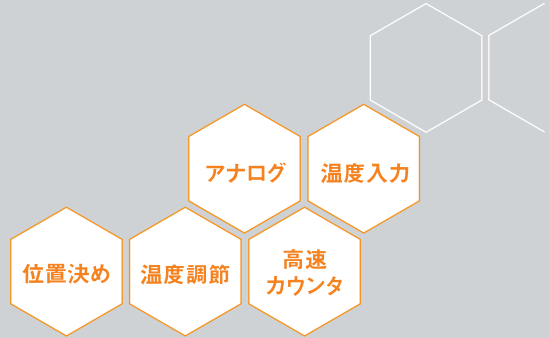 アナログ
温度入力
位置決め
温度調節
高速
カウンタ